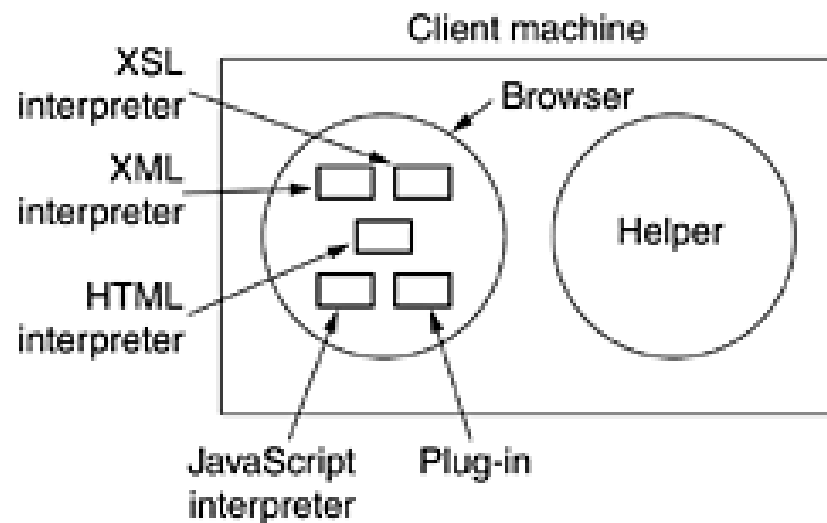 Client machine
XSL
interpreter
Browser
XML
interpreter
Helper
HTML
interpreter
JavaScript
interpreter
Plug-in